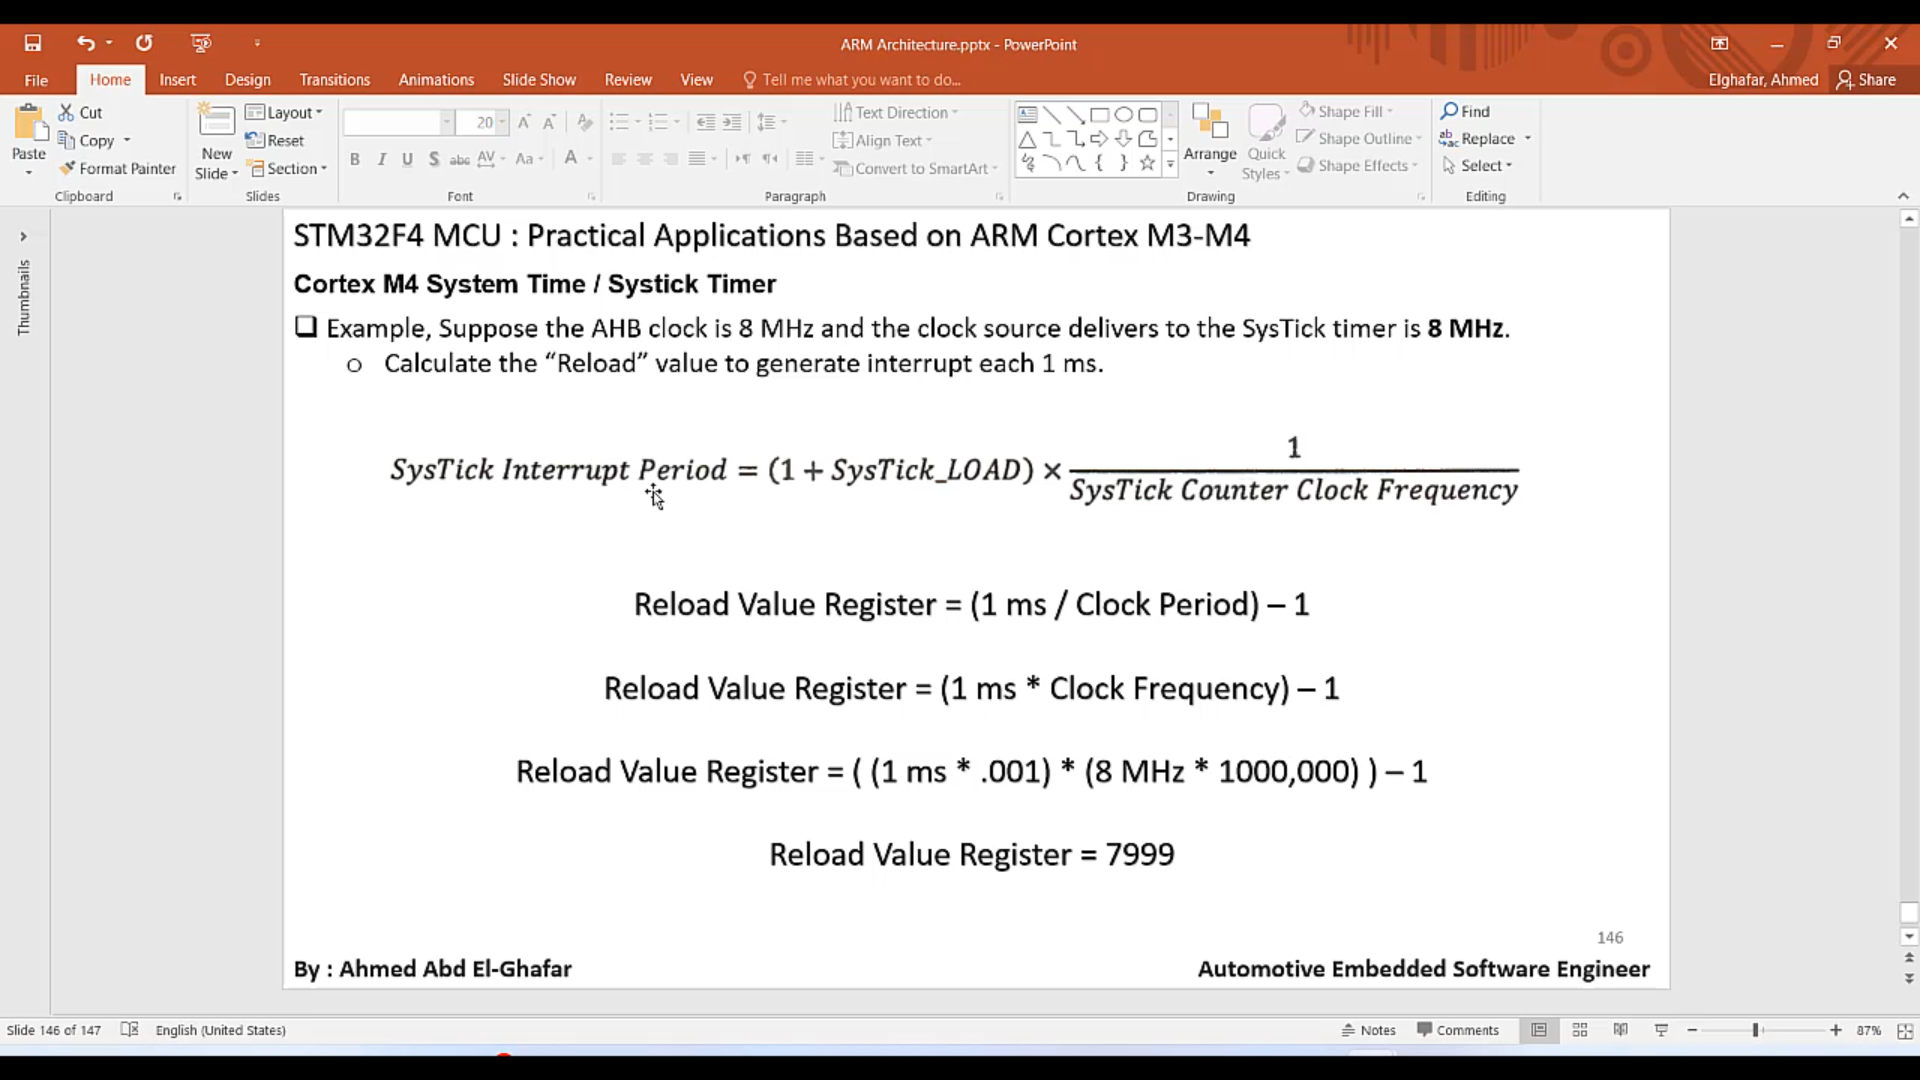 ARM Architecture.pptx - PowerPoint
File Home Insert Design Transitions Animations Slide Show Review View Tell me what you want to do... Elghafar, Ahmed Share
Paste
Cut
Copy
Format Painter
Clipboard
New
Slide
Layout
Reset
Section
Slides
20
B I U S abc AV Aa A
Font
Text Direction
Align Text
Convert to SmartArt
Paragraph
Arrange
Quick
Styles
Shape Fill
Shape Outline
Shape Effects
Drawing
Find
Replace
Select
Editing
Thumbnails
STM32F4 MCU : Practical Applications Based on ARM Cortex M3-M4
Cortex M4 System Time / Systick Timer
Example, Suppose the AHB clock is 8 MHz and the clock source delivers to the SysTick timer is 8 MHz.
o Calculate the “Reload” value to generate interrupt each 1 ms.
1
SysTick Interrupt Period = (1 + SysTick_LOAD) ×
SysTick Counter Clock Frequency
Reload Value Register = (1 ms / Clock Period) – 1
Reload Value Register = (1 ms * Clock Frequency) – 1
Reload Value Register = ( (1 ms * .001) * (8 MHz * 1000,000) ) – 1
Reload Value Register = 7999
146
By : Ahmed Abd El-Ghafar Automotive Embedded Software Engineer
Slide 146 of 147 English (United States) Notes Comments 87%